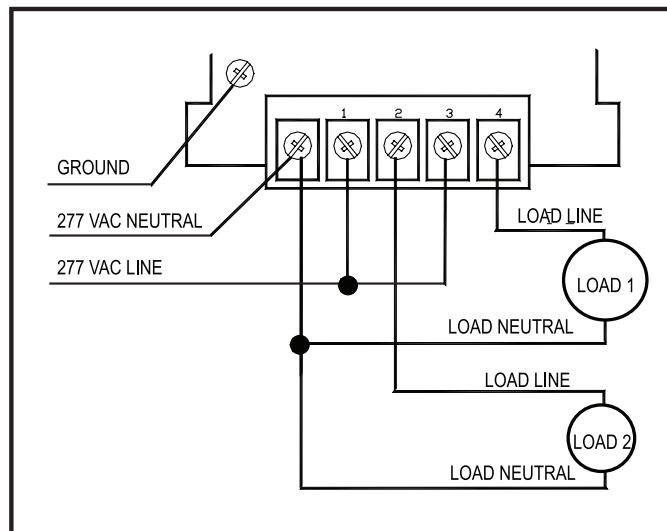 1 2 3 4
GROUND
277 VAC NEUTRAL
LOAD LINE
277 VAC LINE
LOAD 1
LOAD NEUTRAL
LOAD LINE
LOAD 2
LOAD NEUTRAL